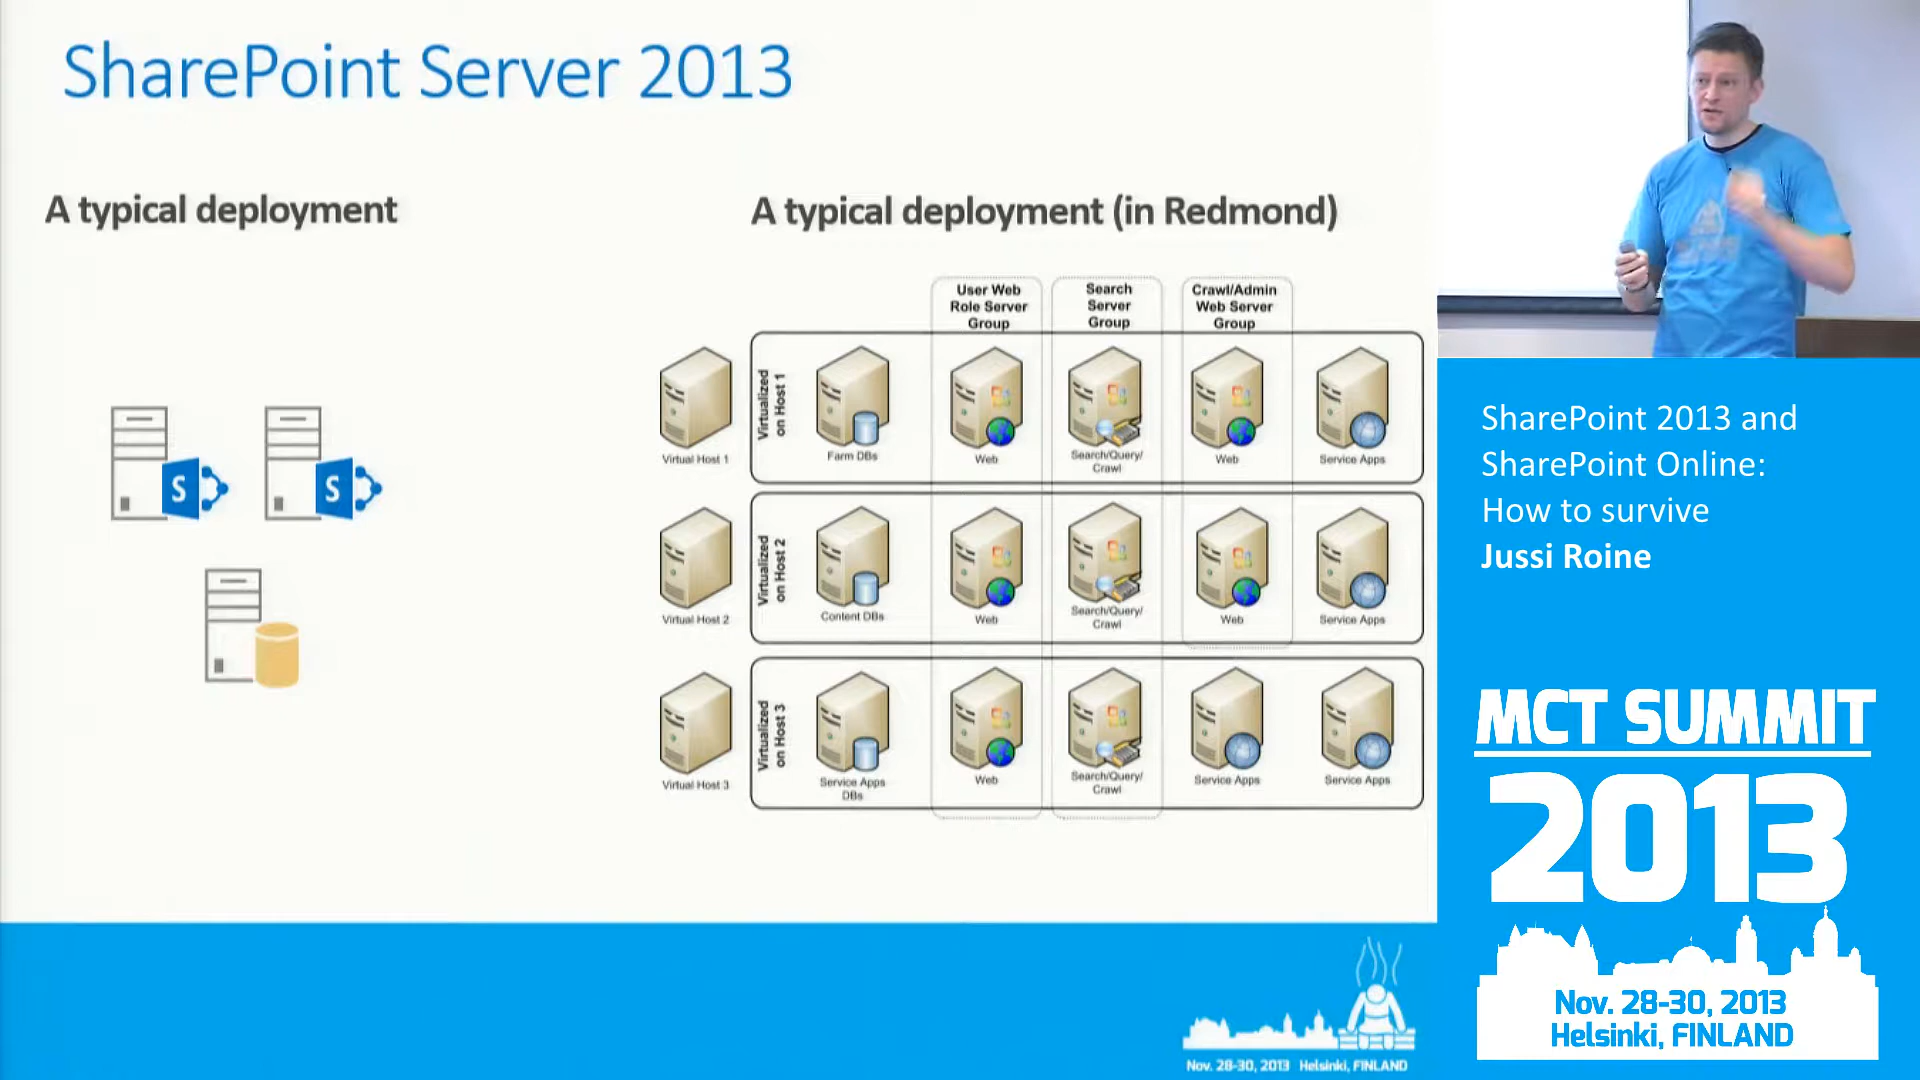 SharePoint Server 2013
A typical deployment
S
S
A typical deployment (in Redmond)
User Web
Role Server
Group
Search
Server
Group
Crawl/Admin
Web Server
Group
Virtual Host 1
Virtualized
on Host 1
Farm DBs
Web
Search/Query/
Crawl
Web
Service Apps
Virtual Host 2
Virtualized
on Host 2
Content DBs
Web
Search/Query/
Crawl
Web
Service Apps
Virtual Host 3
Virtualized
on Host 3
Service Apps
DBs
Web
Search/Query/
Crawl
Service Apps
Service Apps
Nov. 28-30, 2013 Helsinki, FINLAND
SharePoint 2013 and
SharePoint Online:
How to survive
Jussi Roine
MCT SUMMIT
2013
Nov. 28-30, 2013
Helsinki, FINLAND